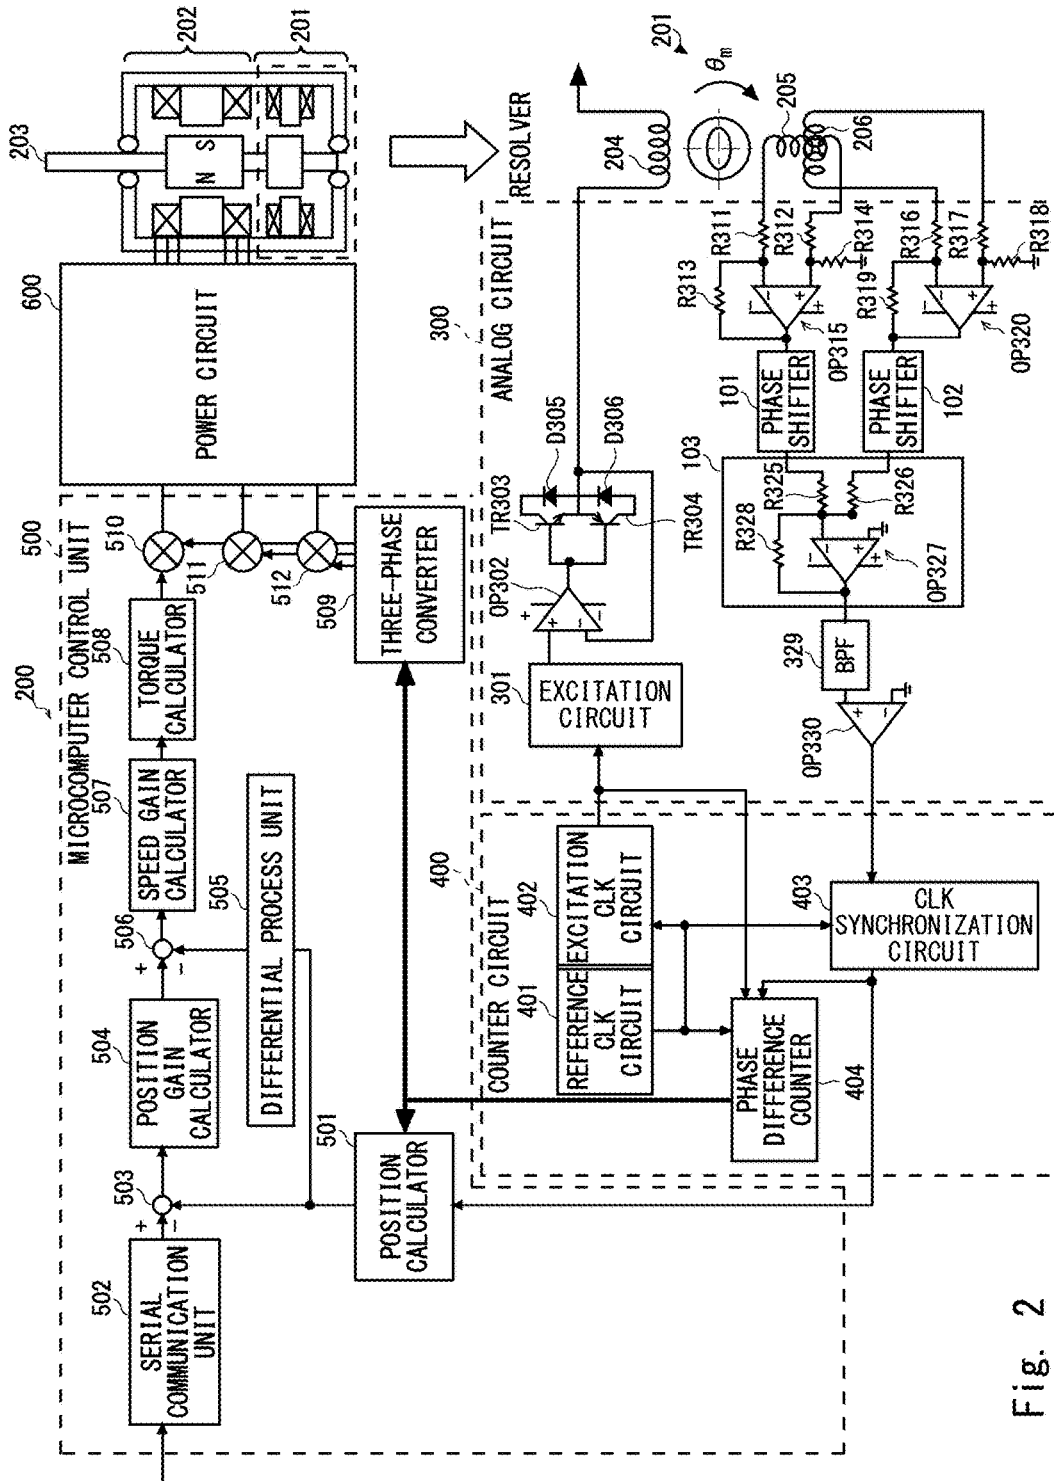 200
MICROCOMPUTER CONTROL UNIT
500
502
SERIAL
COMMUNICATION
UNIT
503
+
−
504
POSITION
GAIN
CALCULATOR
506
+
−
507
SPEED GAIN
CALCULATOR
508
TORQUE
CALCULATOR
510
511
512
505
DIFFERENTIAL PROCESS UNIT
501
POSITION
CALCULATOR
509
THREE-PHASE
CONVERTER
600
POWER CIRCUIT
203
202
201
N
S
RESOLVER
400
COUNTER CIRCUIT
401
REFERENCE
CLK
CIRCUIT
402
EXCITATION
CLK
CIRCUIT
403
CLK
SYNCHRONIZATION
CIRCUIT
PHASE
DIFFERENCE
COUNTER
404
300
ANALOG CIRCUIT
301
EXCITATION
CIRCUIT
OP302
+
+
−
−
TR303
TR304
D305
D306
204
201
θm
205
206
R311
R312
R313
R314
−
−
+
+
OP315
R316
R317
R318
R319
−
−
+
+
OP320
101
PHASE
SHIFTER
PHASE
SHIFTER
102
103
R325
R326
R328
−
−
+
+
OP327
329
BPF
+
−
OP330
Fig. 2